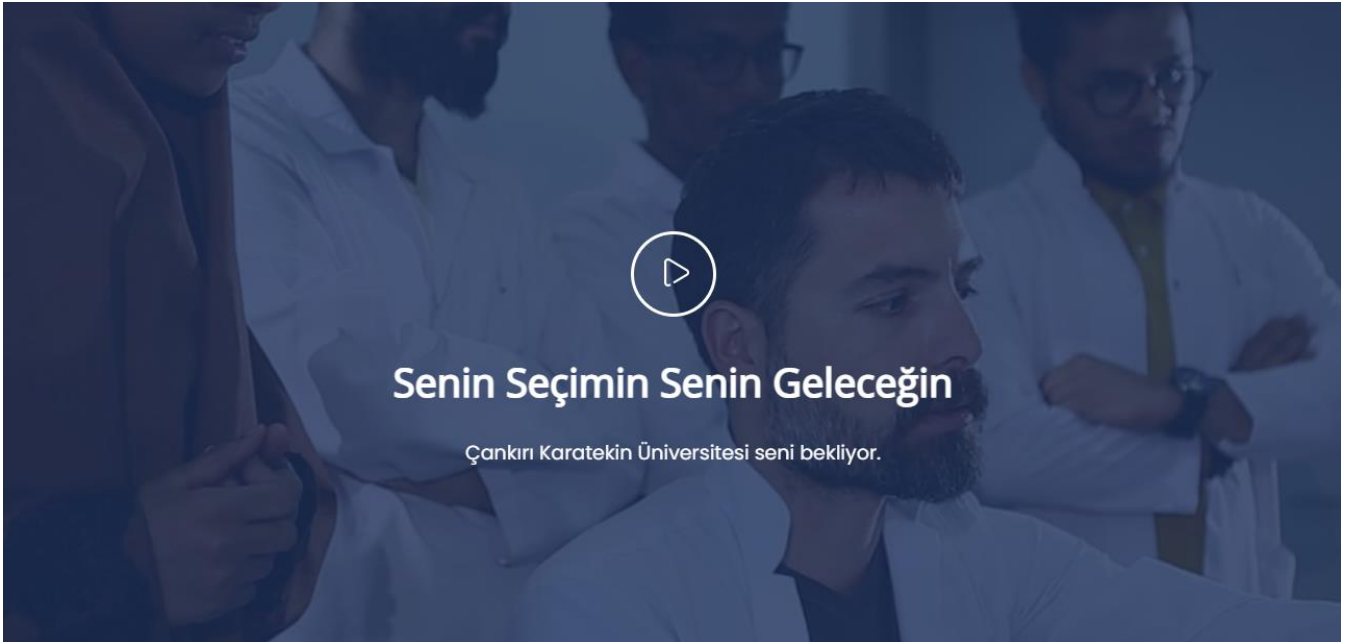 Senin Seçimin Senin Geleceğin
Çankırı Karatekin Üniversitesi seni bekliyor.